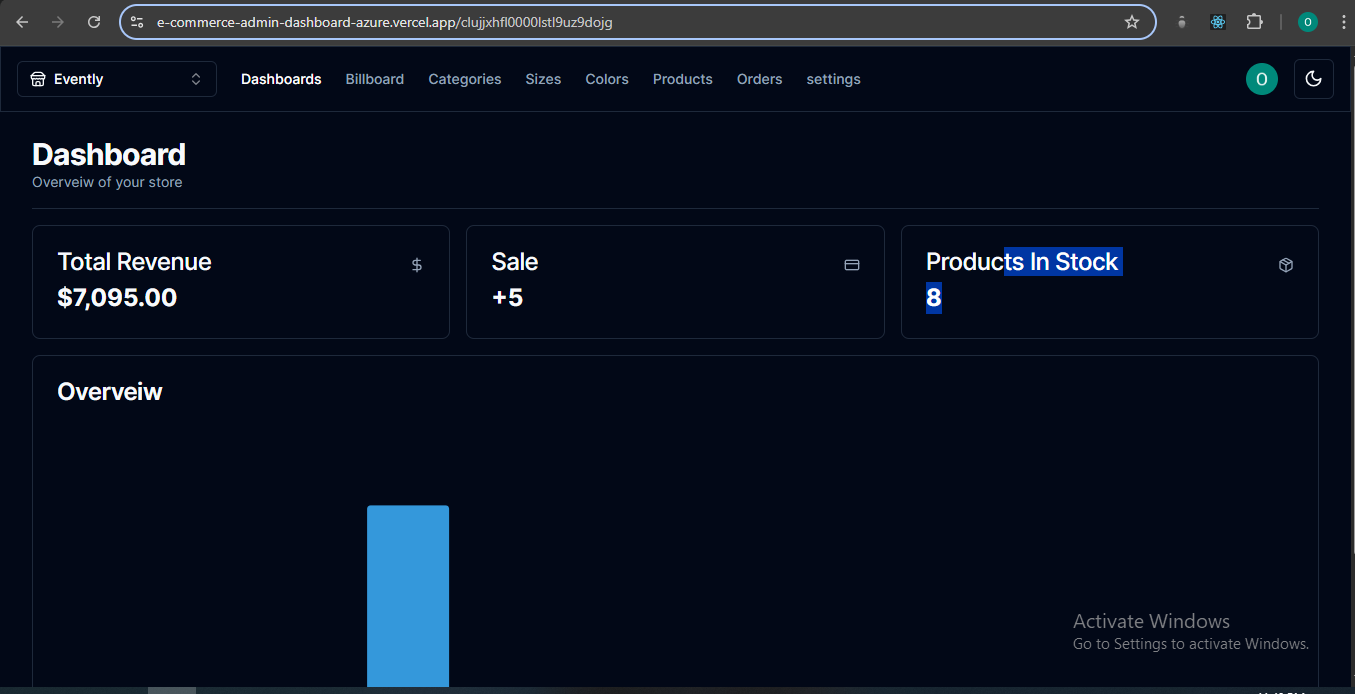 e-commerce-admin-dashboard-azure.vercel.app/clujjxhfl0000lstl9uz9dojg
O
Evently Dashboards Billboard Categories Sizes Colors Products Orders settings O
Dashboard
Overveiw of your store
Total Revenue
$
$7,095.00
Sale
+5
Products In Stock
8
Overveiw
Activate Windows
Go to Settings to activate Windows.